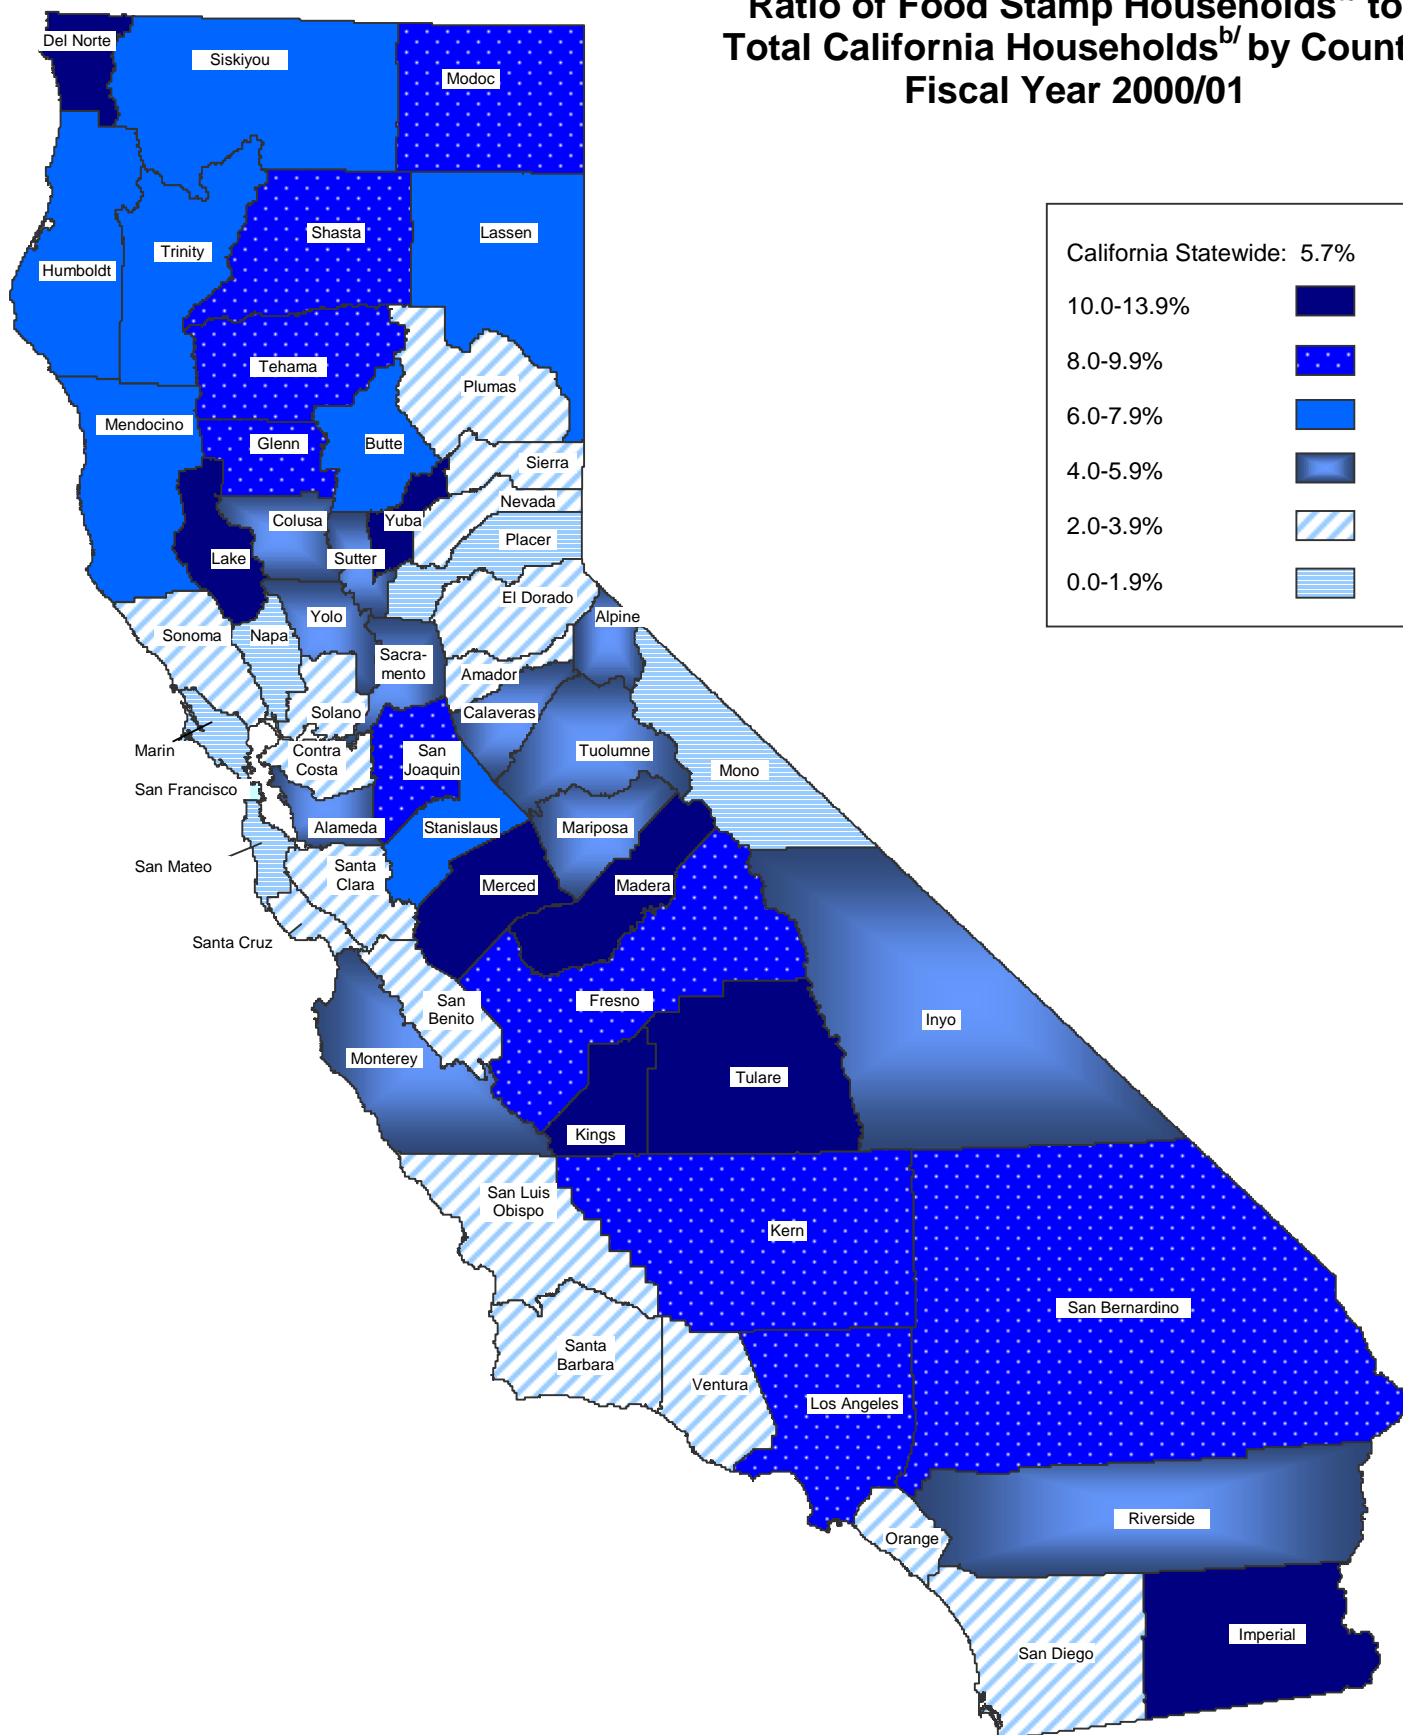 Ratio of Food Stamp Households to
Total California Households b/ by Count
Fiscal Year 2000/01
California Statewide: 5.7%
10.0-13.9%
8.0-9.9%
6.0-7.9%
4.0-5.9%
2.0-3.9%
0.0-1.9%
Del Norte
Siskiyou
Modoc
Shasta
Lassen
Trinity
Humboldt
Tehama
Plumas
Mendocino
Glenn
Butte
Sierra
Nevada
Colusa
Yuba
Placer
Lake
Sutter
El Dorado
Yolo
Alpine
Sonoma
Napa
Sacra-
mento
Amador
Solano
Calaveras
Marin
Contra
Costa
San
Joaquin
Tuolumne
Mono
San Francisco
Alameda
Stanislaus
Mariposa
San Mateo
Santa
Clara
Merced
Madera
Santa Cruz
San
Benito
Fresno
Inyo
Monterey
Tulare
Kings
San Luis
Obispo
Kern
San Bernardino
Santa
Barbara
Ventura
Los Angeles
Riverside
Orange
Imperial
San Diego